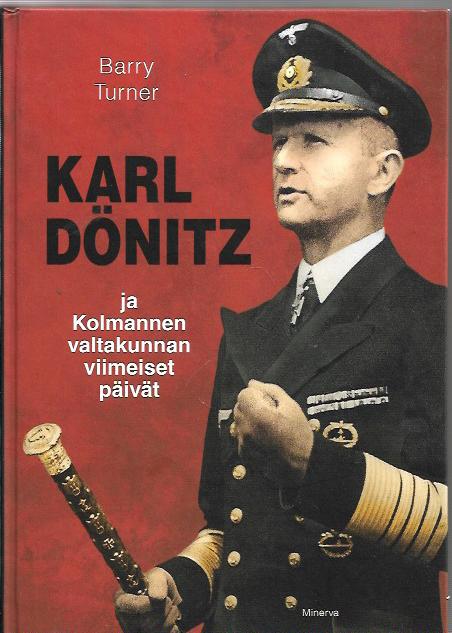 Barry
Turner
KARL
DÖNITZ
ja
Kolmannen
valtakunnan
viimeiset
päivät
Minerva